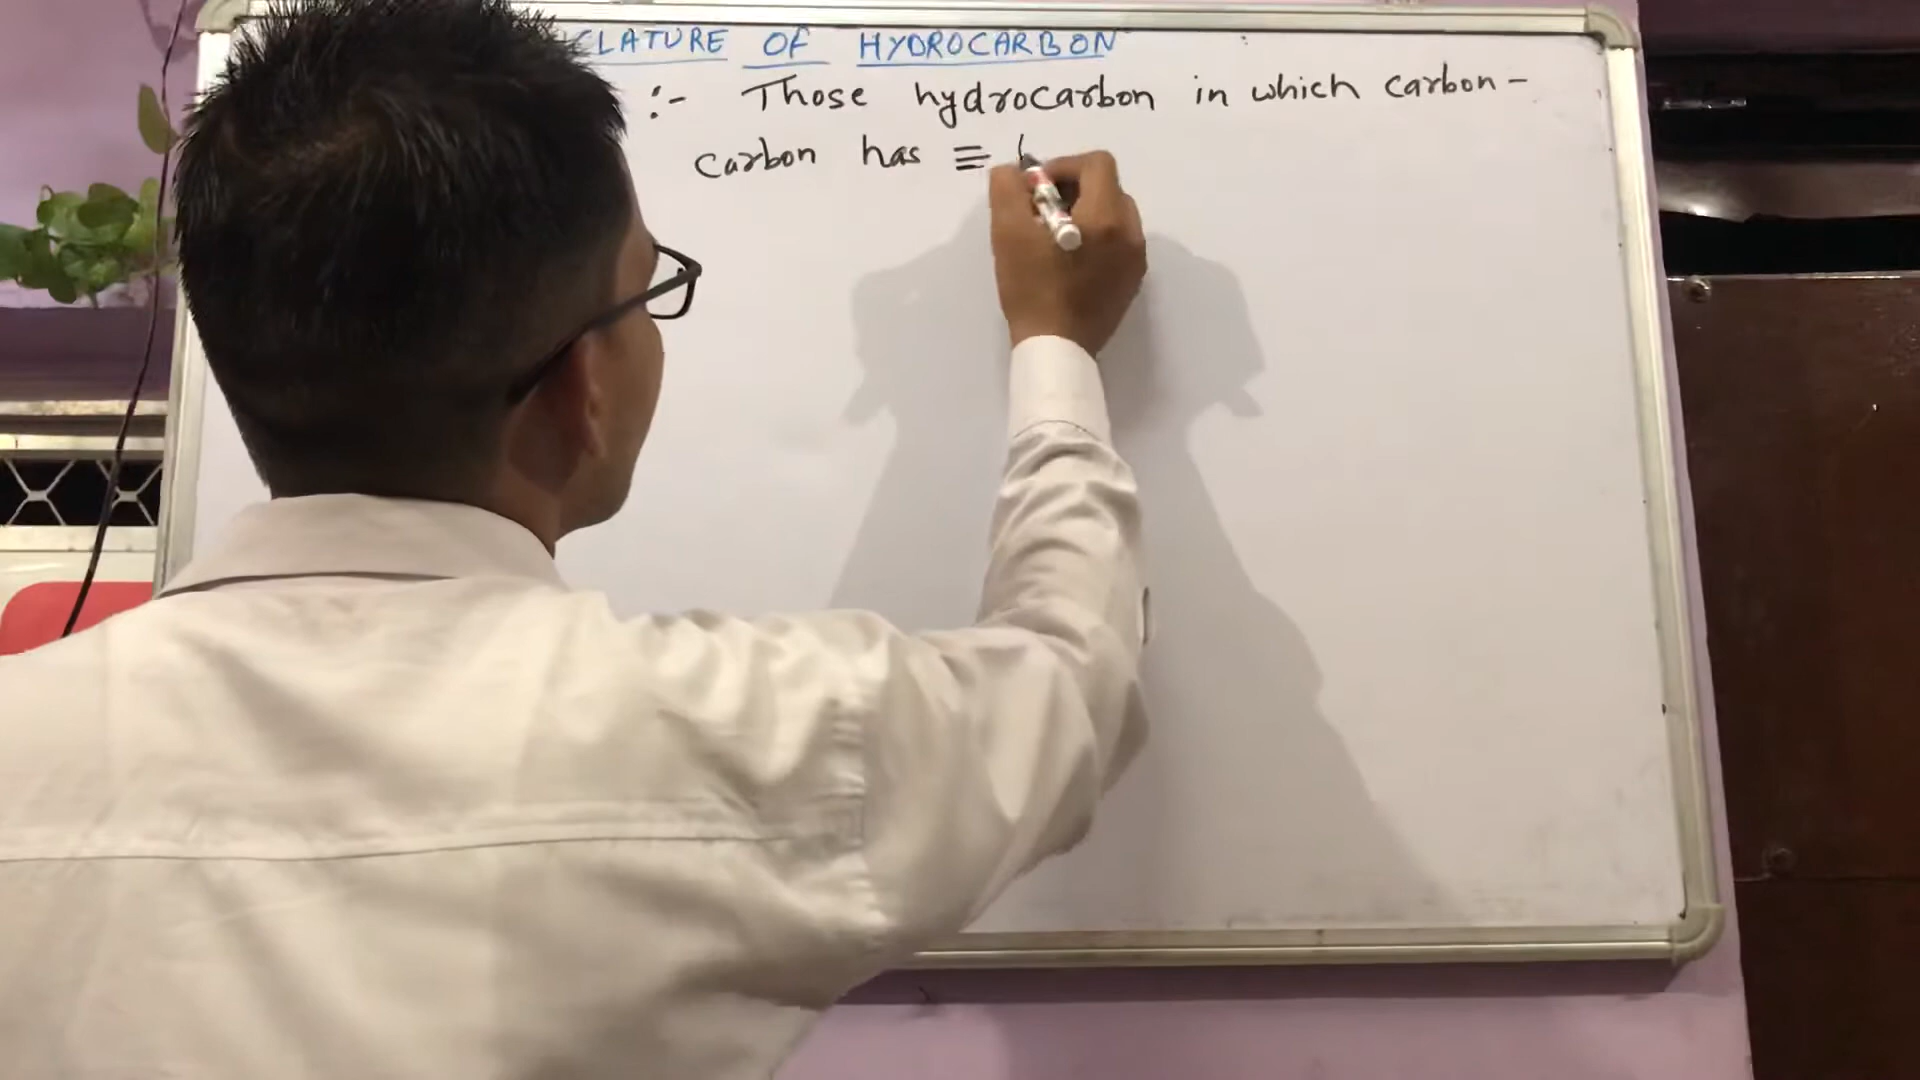 CLATURE OF HYDROCARBON
:- Those hydrocarbon in which carbon -
carbon has ≡